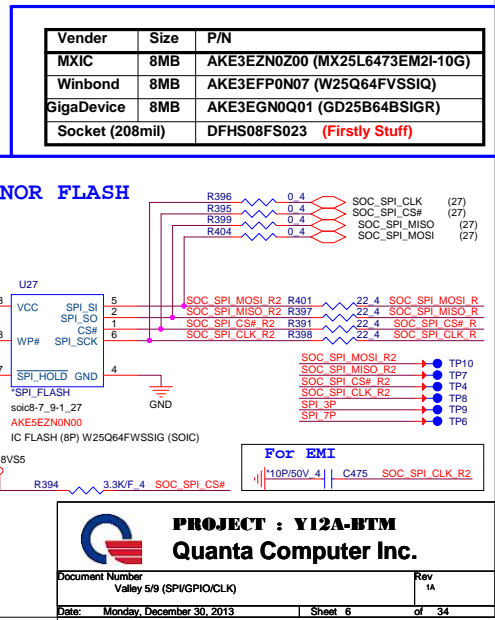 Vender Size P/N
MXIC 8MB AKE3EZN0Z00 (MX25L6473EM2I-10G)
Winbond 8MB AKE3EFP0N07 (W25Q64FVSSIQ)
GigaDevice 8MB AKE3EGN0Q01 (GD25B64BSIGR)
Socket (208mil) DFHS08FS023 (Firstly Stuff)
NOR FLASH
R396 0_4 SOC_SPI_CLK (27)
R395 0_4 SOC_SPI_CS# (27)
R399 0_4 SOC_SPI_MISO (27)
R404 0_4 SOC_SPI_MOSI (27)
U27
VCC SPI_SI 5 SOC_SPI_MOSI_R2 R401 22_4 SOC_SPI_MOSI_R
SPI_SO 2 SOC_SPI_MISO_R2 R397 22_4 SOC_SPI_MISO_R
CS# 1 SOC_SPI_CS#_R2 R391 22_4 SOC_SPI_CS#_R
WP# SPI_SCK 6 SOC_SPI_CLK_R2 R398 22_4 SOC_SPI_CLK_R
7 SPI_HOLD GND 4
GND
SOC_SPI_MOSI_R2 TP10
SOC_SPI_MISO_R2 TP7
SOC_SPI_CS#_R2 TP4
SOC_SPI_CLK_R2 TP8
SPI_3P TP9
SPI_7P TP6
*SPI_FLASH
soic8-7_9-1_27
AKE5EZN0N00
IC FLASH (8P) W25Q64FWSSIG (SOIC)
8VS5
R394 3.3K/F_4 SOC_SPI_CS#
For EMI
*10P/50V_4 C475 SOC_SPI_CLK_R2
PROJECT : Y12A-BTM
Quanta Computer Inc.
Document Number Rev
Valley 5/9 (SPI/GPIO/CLK) 1A
Date: Monday, December 30, 2013 Sheet 6 of 34